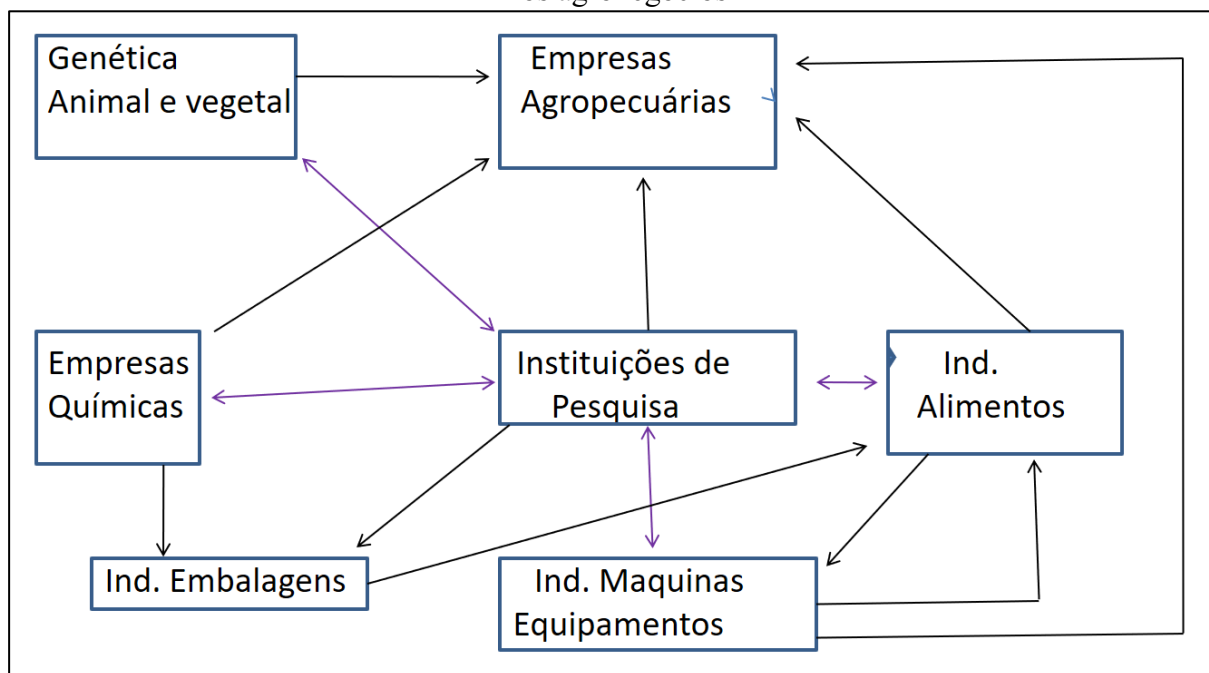 Genética
Animal e vegetal
Empresas
Agropecuárias
Empresas
Químicas
Instituições de
Pesquisa
Ind.
Alimentos
Ind. Embalagens
Ind. Maquinas
Equipamentos